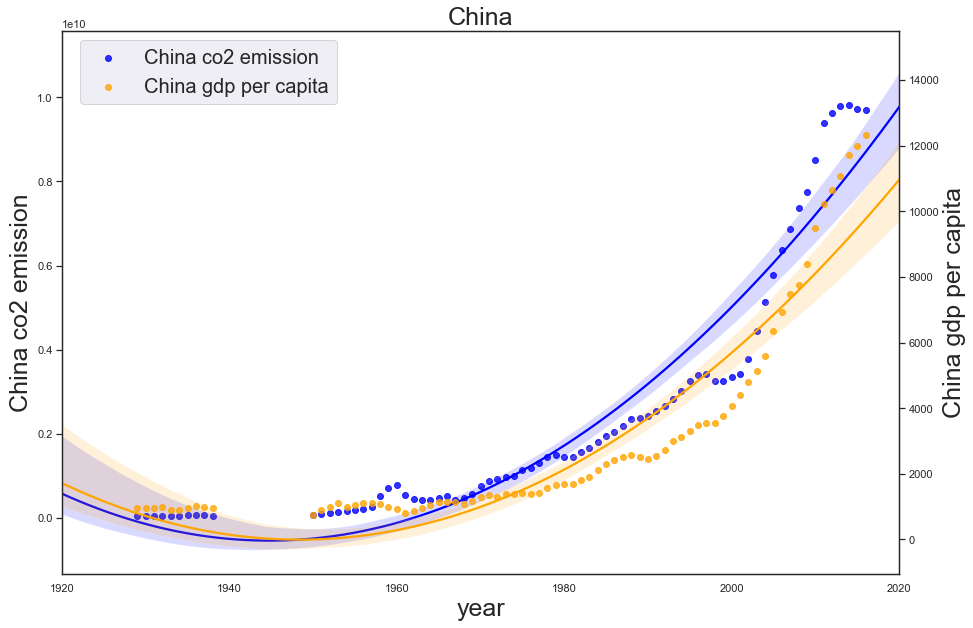 China
1e10
China co2 emission
China gdp per capita
1.0
0.8
0.6
0.4
0.2
0.0
China co2 emission
14000
12000
10000
8000
6000
4000
2000
0
China gdp per capita
1920
1940
1960
1980
2000
2020
year